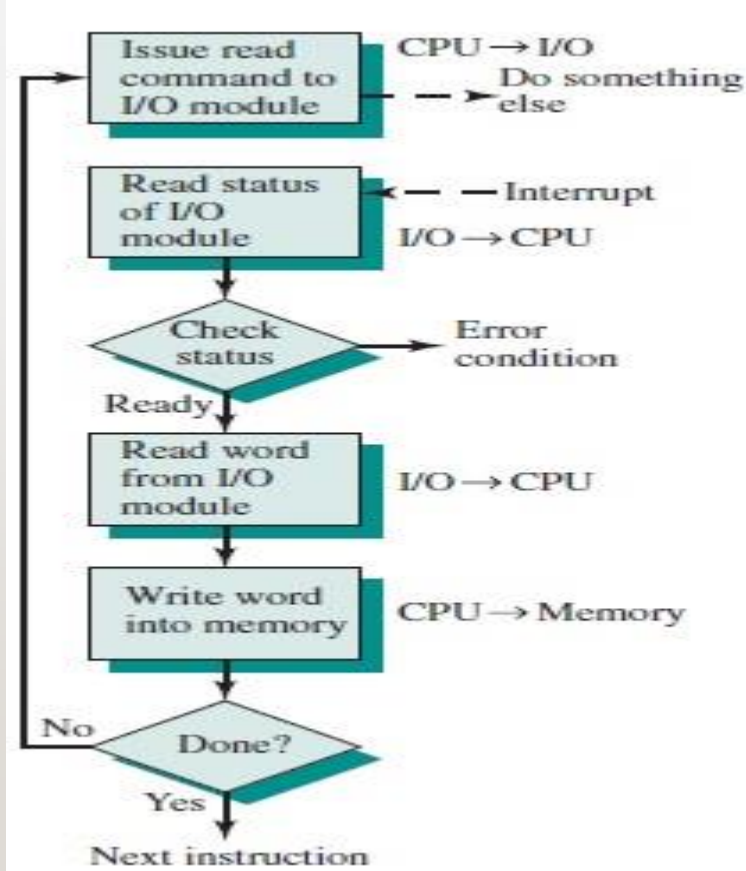 Issue read
command to
I/O module
CPU → I/O
Do something
else
Read status
of I/O
module
Interrupt
I/O → CPU
Check
status
Error
condition
Ready
Read word
from I/O
module
I/O → CPU
Write word
into memory
CPU → Memory
No
Done?
Yes
Next instruction